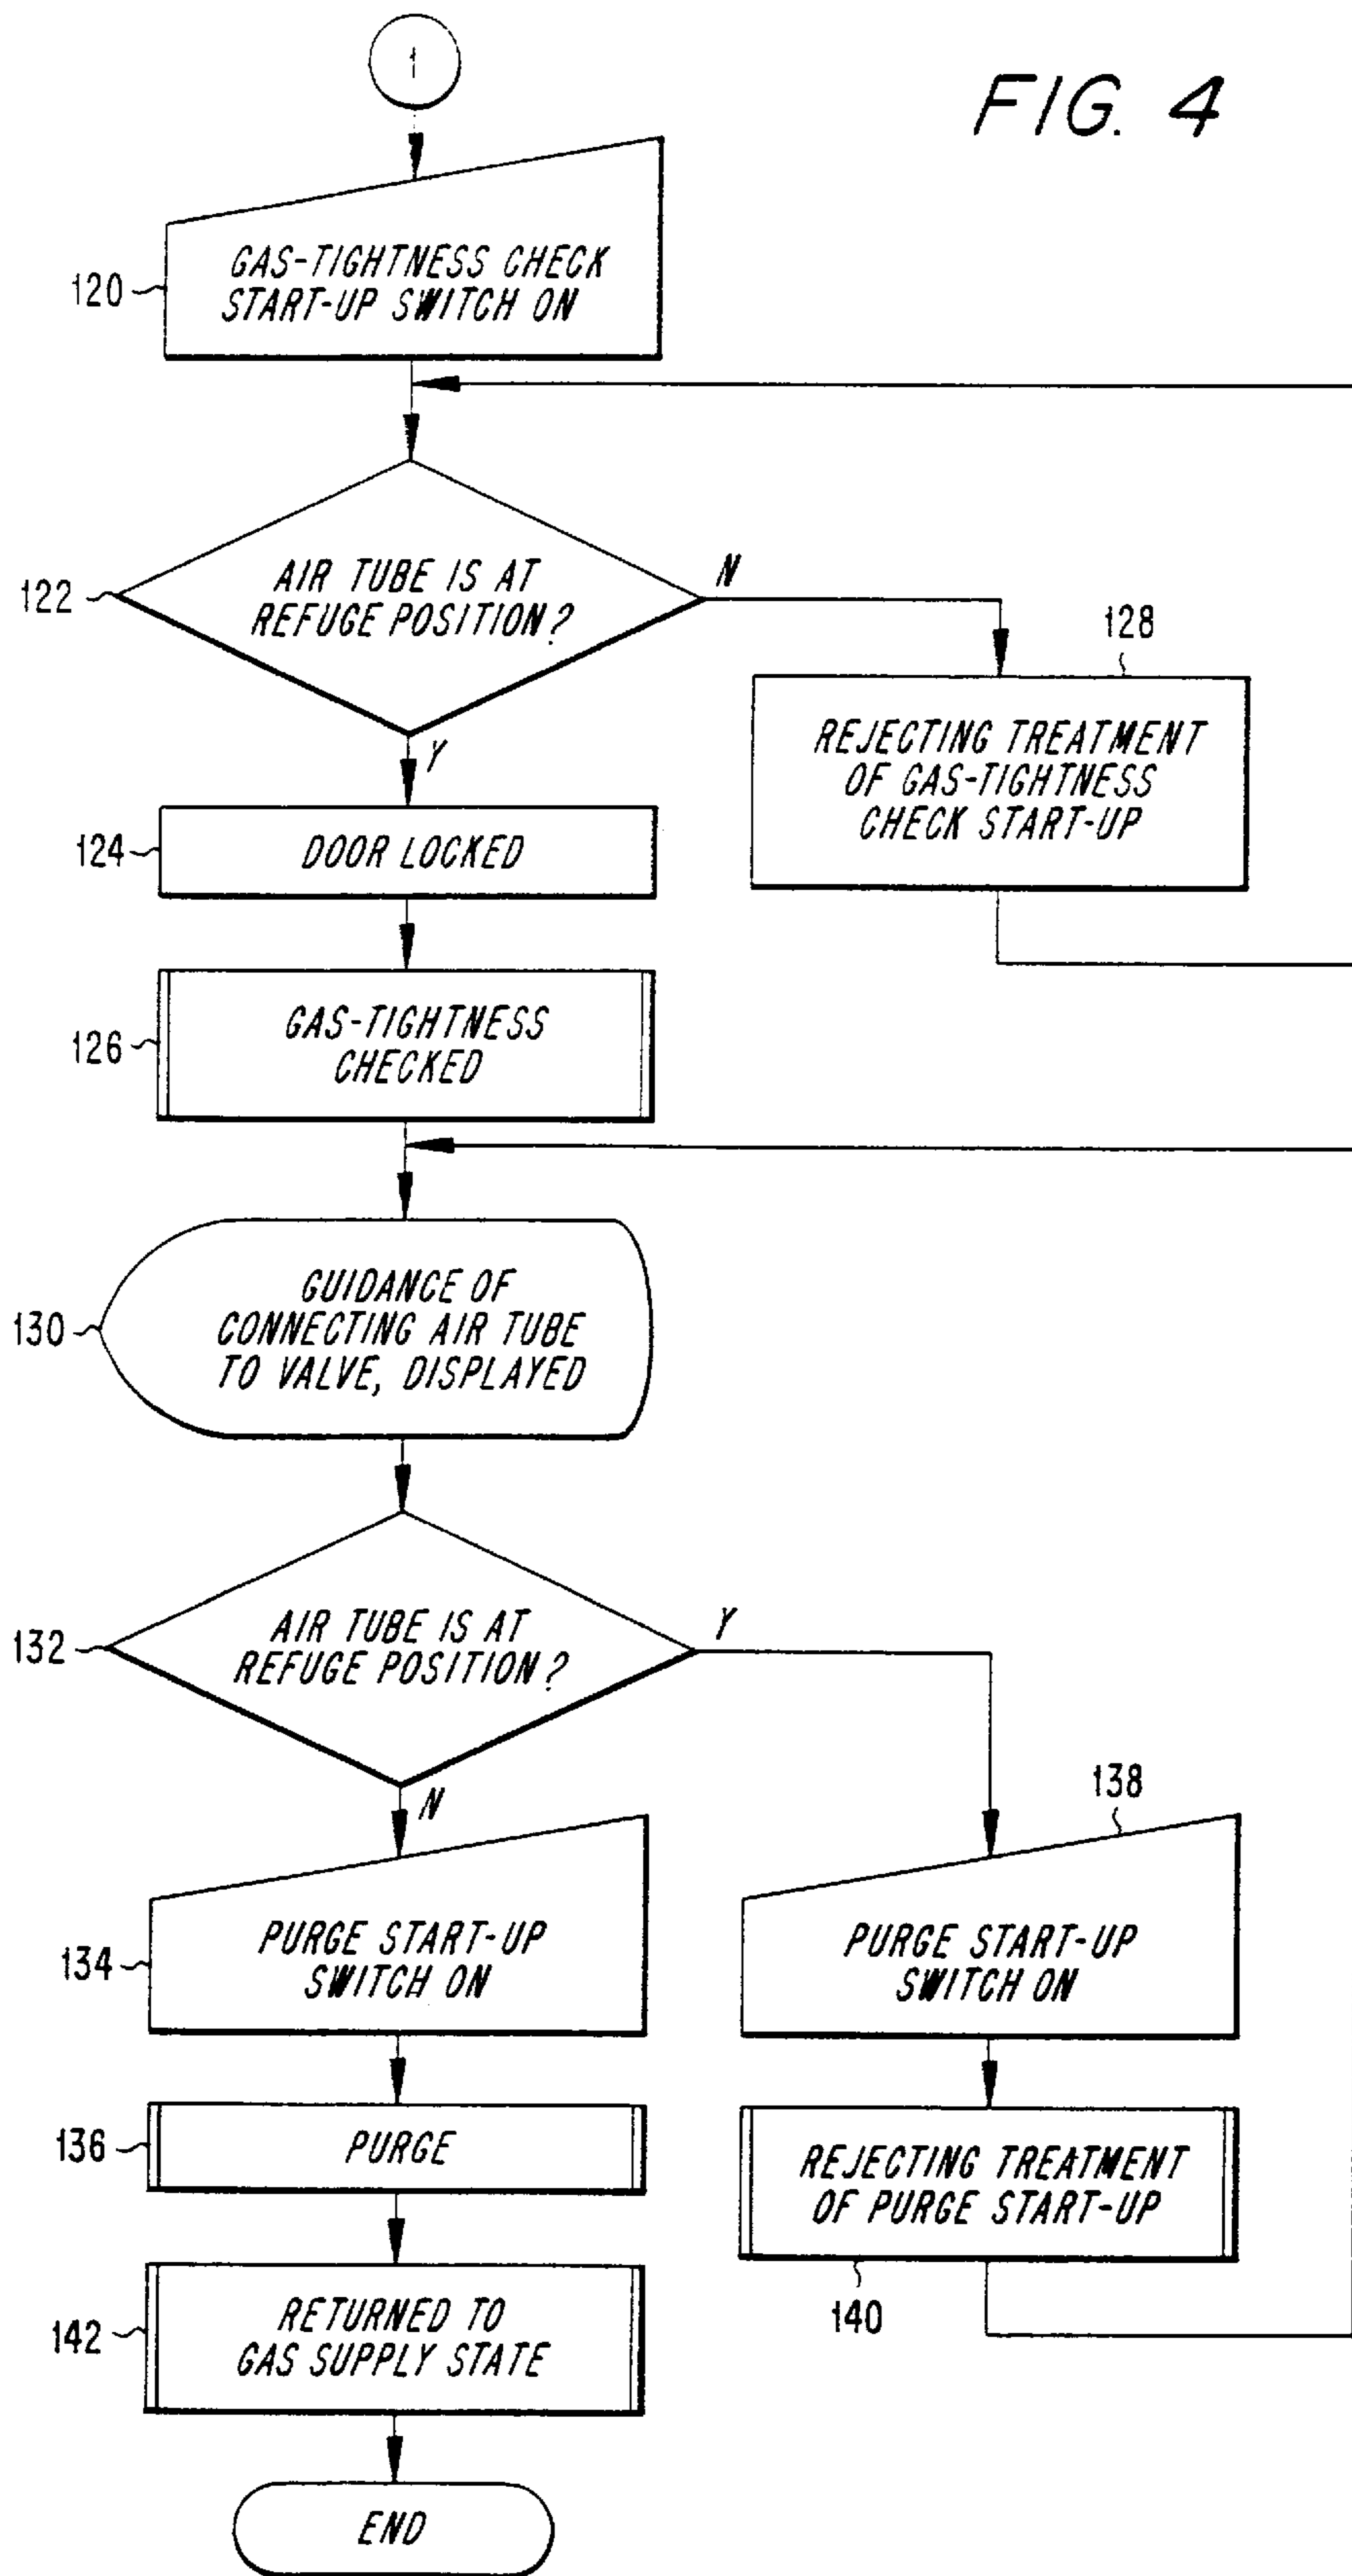 1
FIG. 4
120
GAS-TIGHTNESS CHECK
START-UP SWITCH ON
122
AIR TUBE IS AT
REFUGE POSITION?
N
Y
128
REJECTING TREATMENT
OF GAS-TIGHTNESS
CHECK START-UP
124
DOOR LOCKED
126
GAS-TIGHTNESS
CHECKED
130
GUIDANCE OF
CONNECTING AIR TUBE
TO VALVE, DISPLAYED
132
AIR TUBE IS AT
REFUGE POSITION?
Y
N
134
PURGE START-UP
SWITCH ON
138
PURGE START-UP
SWITCH ON
136
PURGE
REJECTING TREATMENT
OF PURGE START-UP
140
142
RETURNED TO
GAS SUPPLY STATE
END